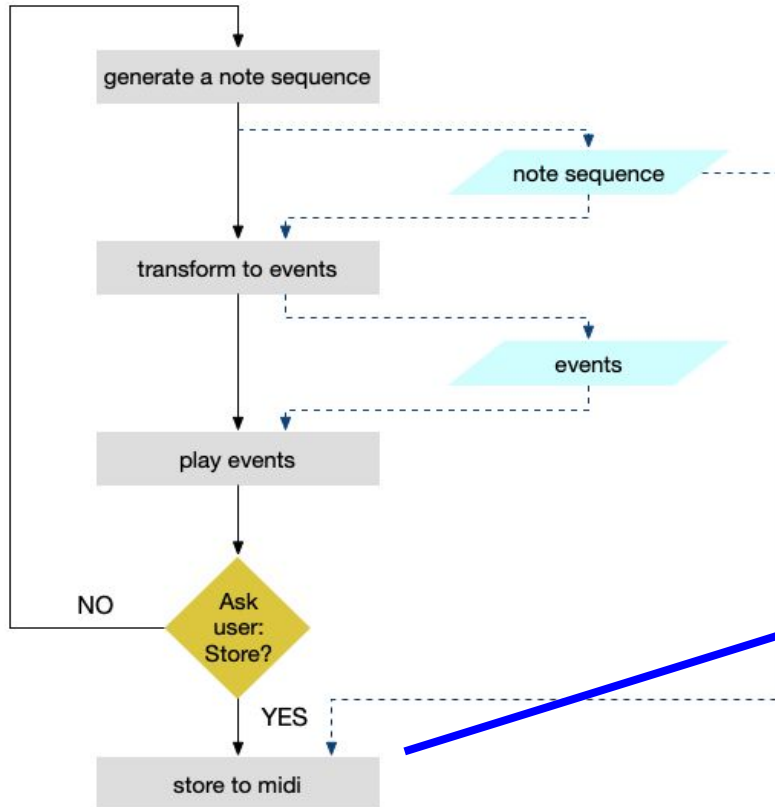 generate a note sequence
note sequence
transform to events
events
play events
NO
Ask
user:
Store?
YES
store to midi